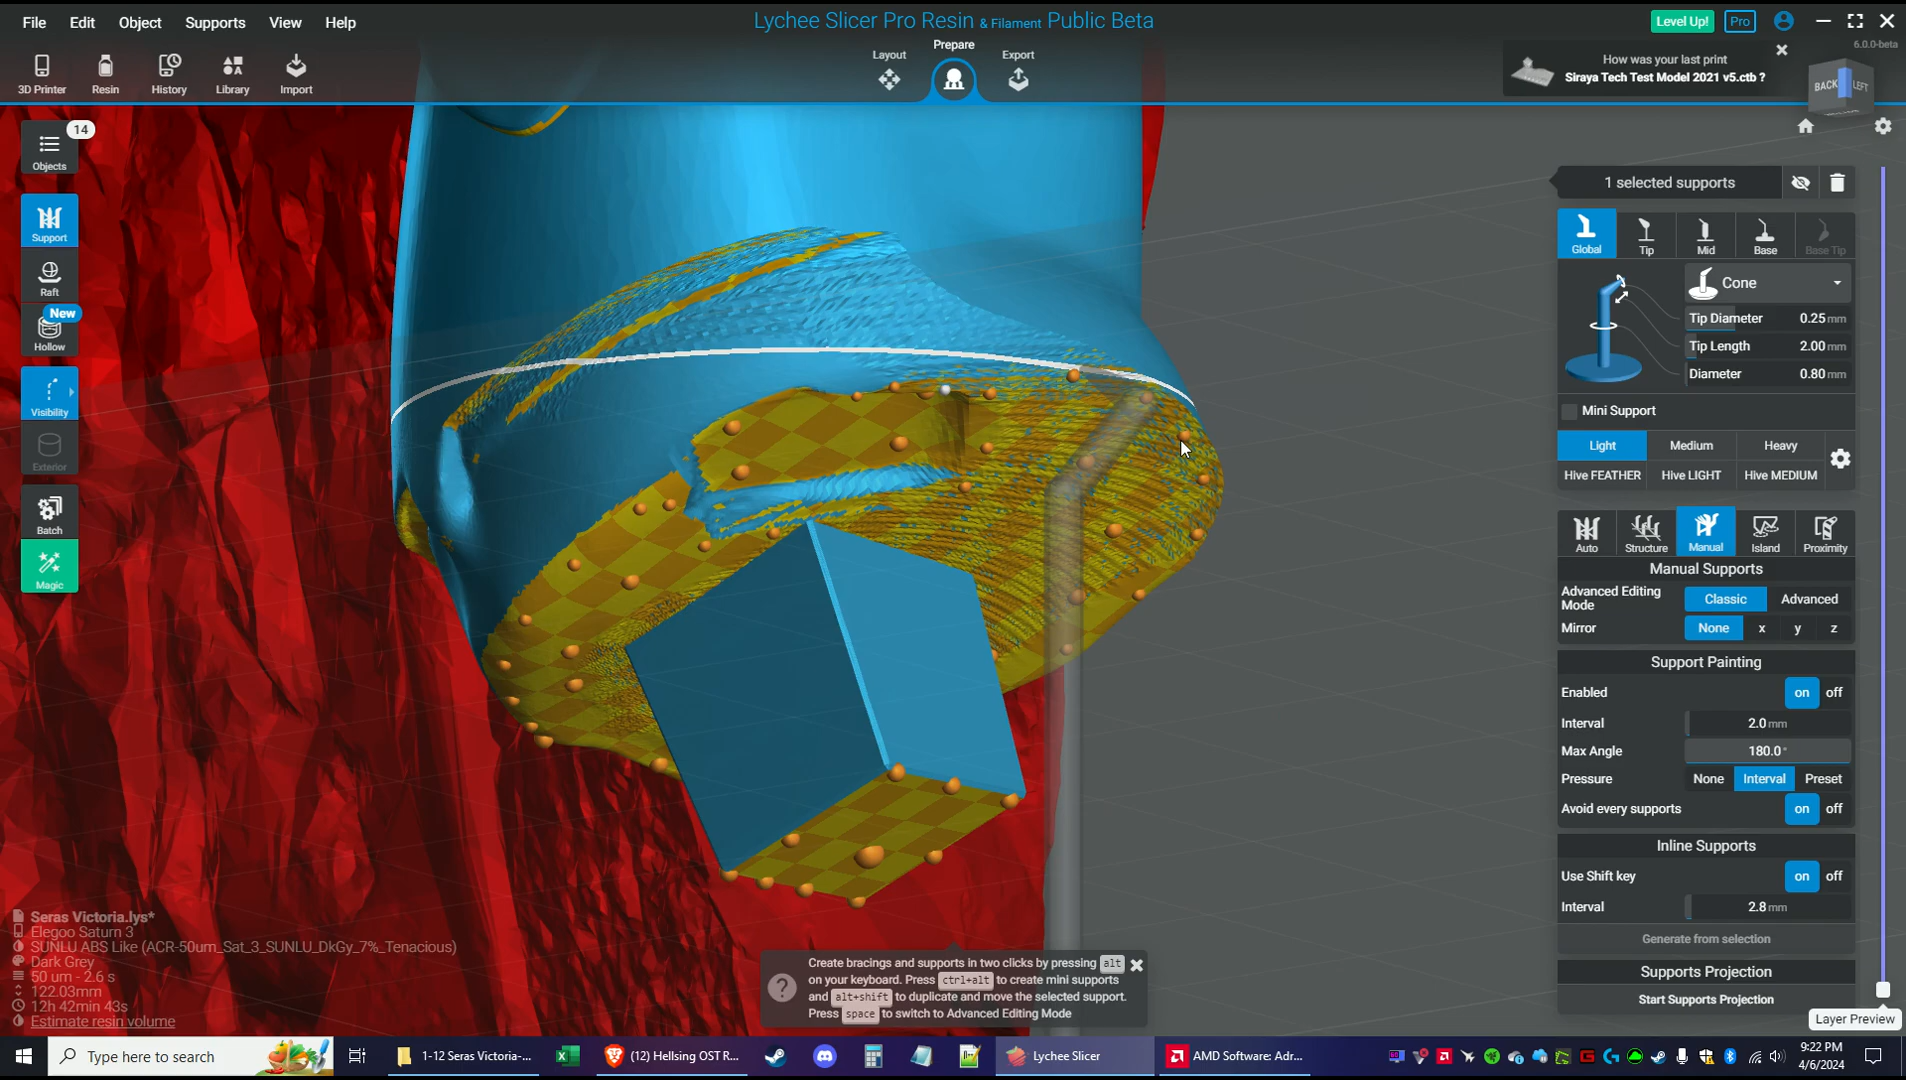 File Edit Object Supports View Help
Lychee Slicer Pro Resin & Filament Public Beta
Level Up! Pro
6.0.0-beta
3D Printer Resin History Library Import
Layout Prepare Export
How was your last print
Siraya Tech Test Model 2021 v5.ctb ?
BACK LEFT
14
Objects
Support
Raft
New
Hollow
Visibility
Exterior
Batch
Magic
1 selected supports
Global Tip Mid Base Base Tip
Cone
Tip Diameter 0.25 mm
Tip Length 2.00 mm
Diameter 0.80 mm
Mini Support
Light Medium Heavy
Hive FEATHER Hive LIGHT Hive MEDIUM
Auto Structure Manual Island Proximity
Manual Supports
Advanced Editing Mode Classic Advanced
Mirror None x y z
Support Painting
Enabled on off
Interval 2.0 mm
Max Angle 180.0 °
Pressure None Interval Preset
Avoid every supports on off
Inline Supports
Use Shift key on off
Interval 2.8 mm
Generate from selection
Supports Projection
Start Supports Projection
Layer Preview
Seras Victoria.lys*
Elegoo Saturn 3
SUNLU ABS Like (ACR-50um_Sat_3_SUNLU_DkGy_7%_Tenacious)
Dark Grey
50 um - 2.6 s
122.03mm
12h 42min 43s
Estimate resin volume
Create bracings and supports in two clicks by pressing alt
on your keyboard. Press ctrl+alt to create mini supports
and alt+shift to duplicate and move the selected support.
Press space to switch to Advanced Editing Mode
Type here to search
1-12 Seras Victoria-...
(12) Hellsing OST R...
Lychee Slicer
AMD Software: Adr...
9:22 PM
4/6/2024